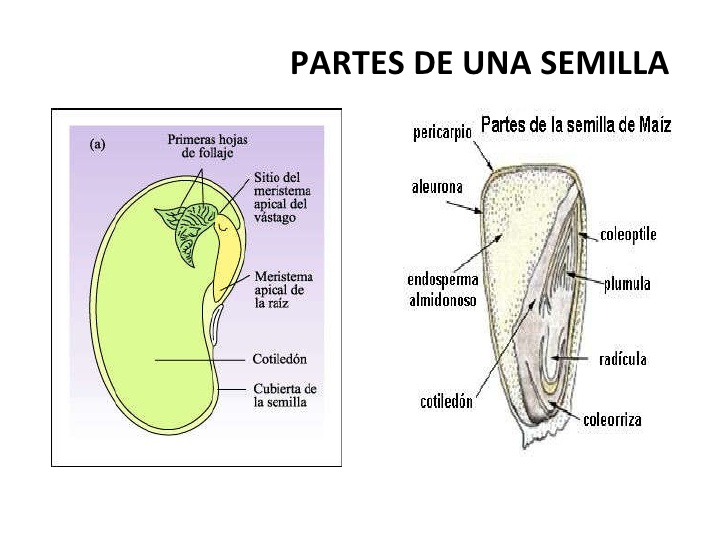 PARTES DE UNA SEMILLA
(a)
Primeras hojas
de follaje
Sitio del
meristema
apical del
vástago
Meristema
apical de
la raíz
Cotiledón
Cubierta de
la semilla
Partes de la semilla de Maíz
pericarpio
aleurona
coleoptile
endosperma
almidonoso
plumula
radícula
cotiledón
coleorriza